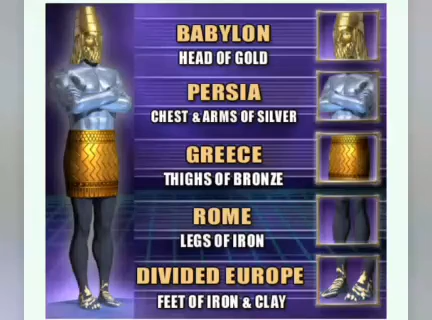 BABYLON
HEAD OF GOLD
PERSIA
CHEST & ARMS OF SILVER
GREECE
THIGHS OF BRONZE
ROME
LEGS OF IRON
DIVIDED EUROPE
FEET OF IRON & CLAY